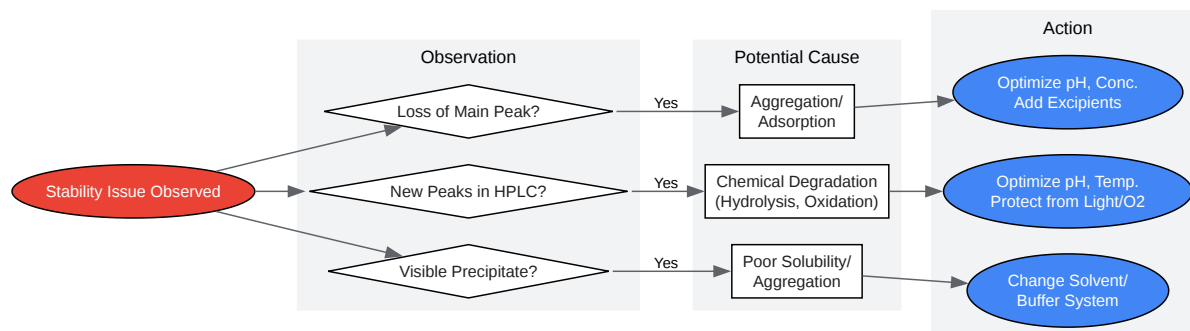 Action
Observation
Potential Cause
Optimize pH, Conc.
Add Excipients
Loss of Main Peak?
Yes
Aggregation/
Adsorption
Stability Issue Observed
New Peaks in HPLC?
Yes
Chemical Degradation
(Hydrolysis, Oxidation)
Optimize pH, Temp.
Protect from Light/O2
Visible Precipitate?
Yes
Poor Solubility/
Aggregation
Change Solvent/
Buffer System